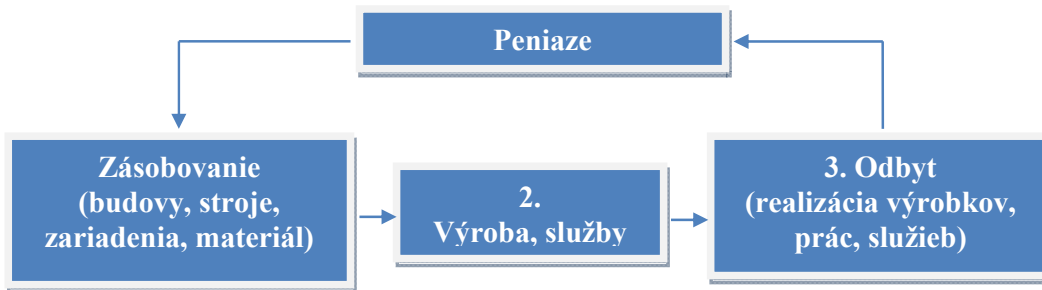 Peniaze
Zásobovanie
(budovy, stroje,
zariadenia, materiál)
2.
Výroba, služby
3. Odbyt
(realizácia výrobkov,
prác, služieb)